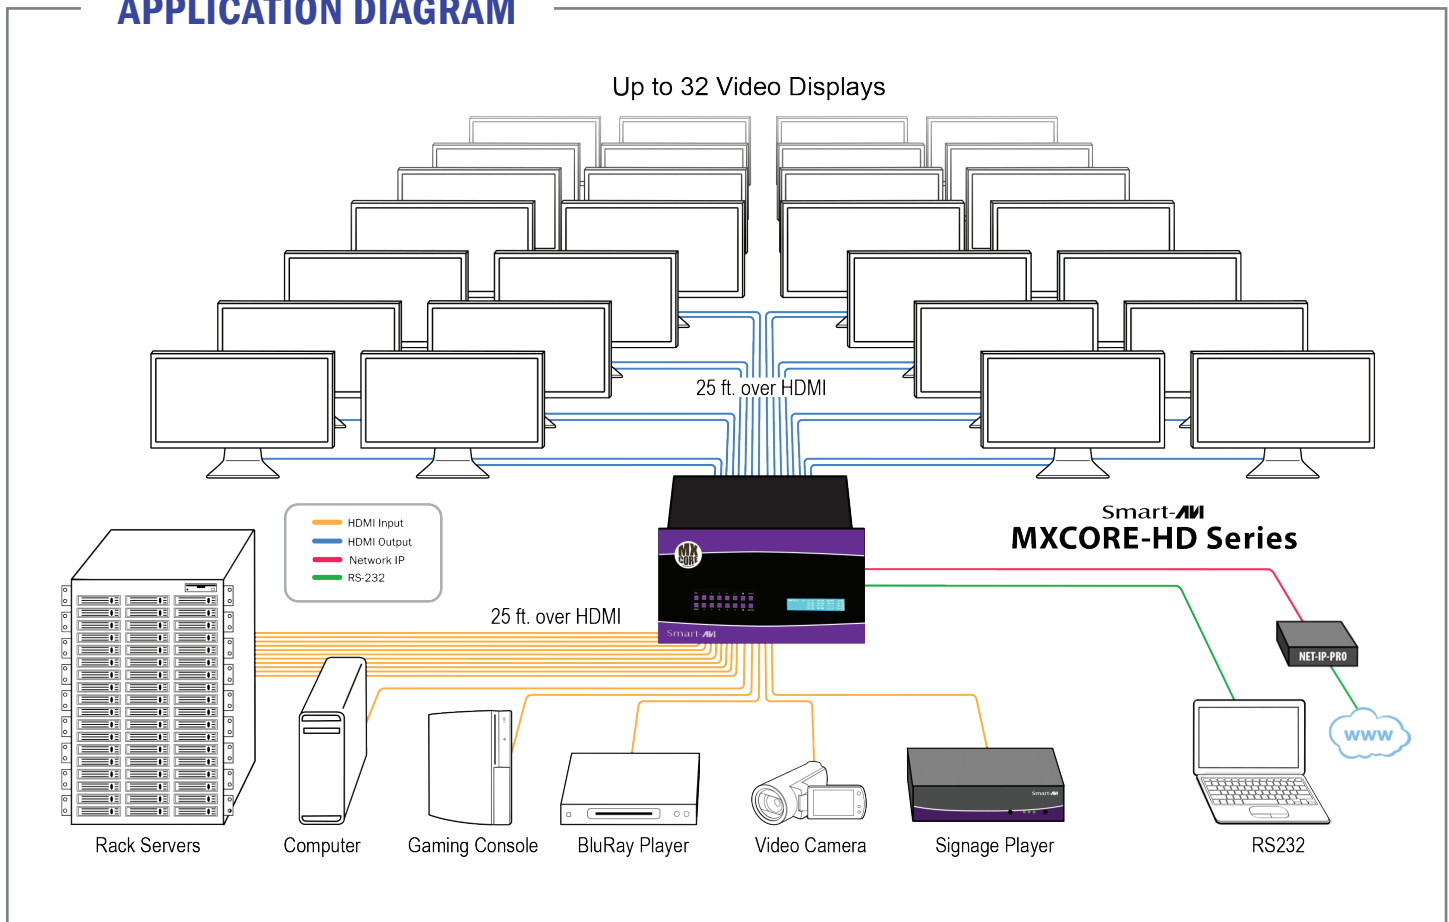 APPLICATION DIAGRAM
Up to 32 Video Displays
25 ft. over HDMI
HDMI Input
HDMI Output
Network IP
RS-232
Smart-AVI
MXCORE-HD Series
MX
CORE
25 ft. over HDMI
Smart-AVI
NET-IP-PRO
www
Smart-AVI
Rack Servers
Computer
Gaming Console
BluRay Player
Video Camera
Signage Player
RS232